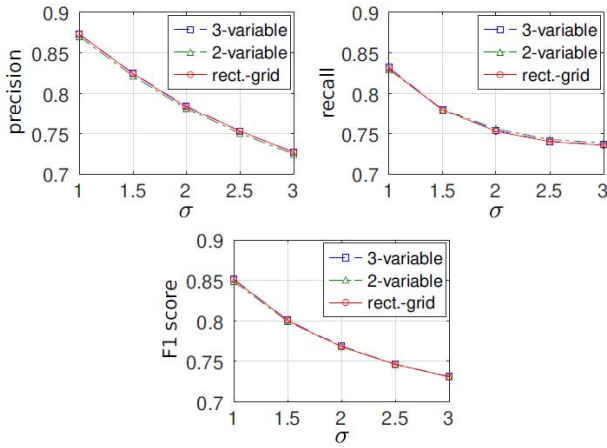 0.9
0.85
0.8
0.75
0.7
precision
1
1.5
2
2.5
3
σ
3-variable
2-variable
rect.-grid
0.9
0.85
0.8
0.75
0.7
recall
1
1.5
2
2.5
3
σ
3-variable
2-variable
rect.-grid
0.9
0.85
0.8
0.75
0.7
F1 score
1
1.5
2
2.5
3
σ
3-variable
2-variable
rect.-grid